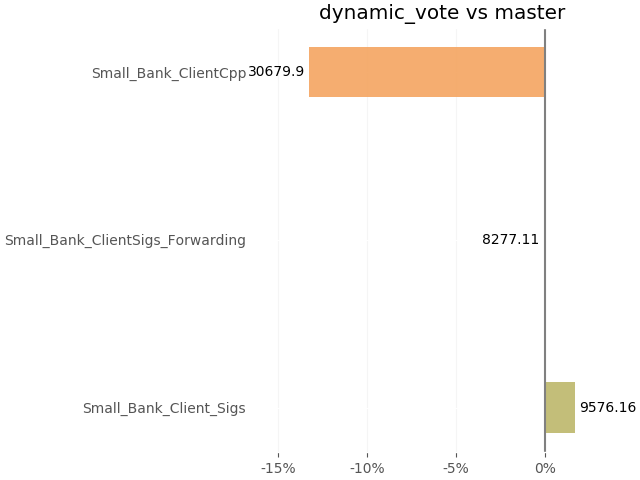 dynamic_vote vs master
Small_Bank_ClientCpp 30679.9
Small_Bank_ClientSigs_Forwarding 8277.11
Small_Bank_Client_Sigs 9576.16
-15% -10% -5% 0%